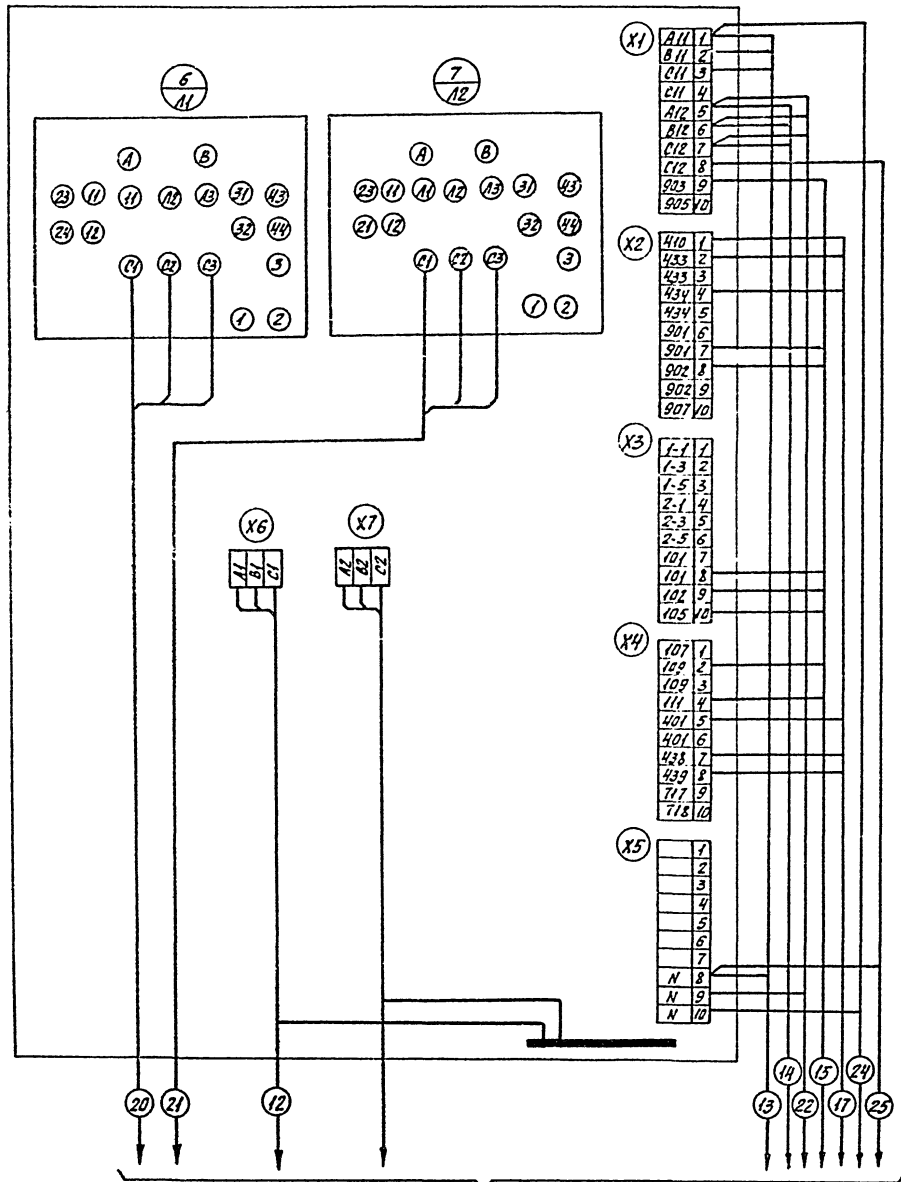 6
Л1
A B
23 11 11 Л2 Л3 31 43
24 12 32 44
C1 C2 C3 3
1 2
7
Л2
A B
23 11 Л1 Л2 Л3 31 43
21 12 32 44
C1 C2 C3 3
1 2
X6
A1 B1 C1
X7
A2 B2 C2
X1
A11 1
B11 2
C11 3
C11 4
A12 5
B12 6
C12 7
C12 8
903 9
905 10
X2
410 1
433 2
433 3
434 4
434 5
901 6
901 7
902 8
902 9
907 10
X3
1-1 1
1-3 2
1-5 3
2-1 4
2-3 5
2-5 6
101 7
101 8
102 9
105 10
X4
107 1
109 2
109 3
111 4
401 5
401 6
438 7
439 8
717 9
718 10
X5
1
2
3
4
5
6
7
N 8
N 9
N 10
14 15 24
20 21 12 13 22 17 25